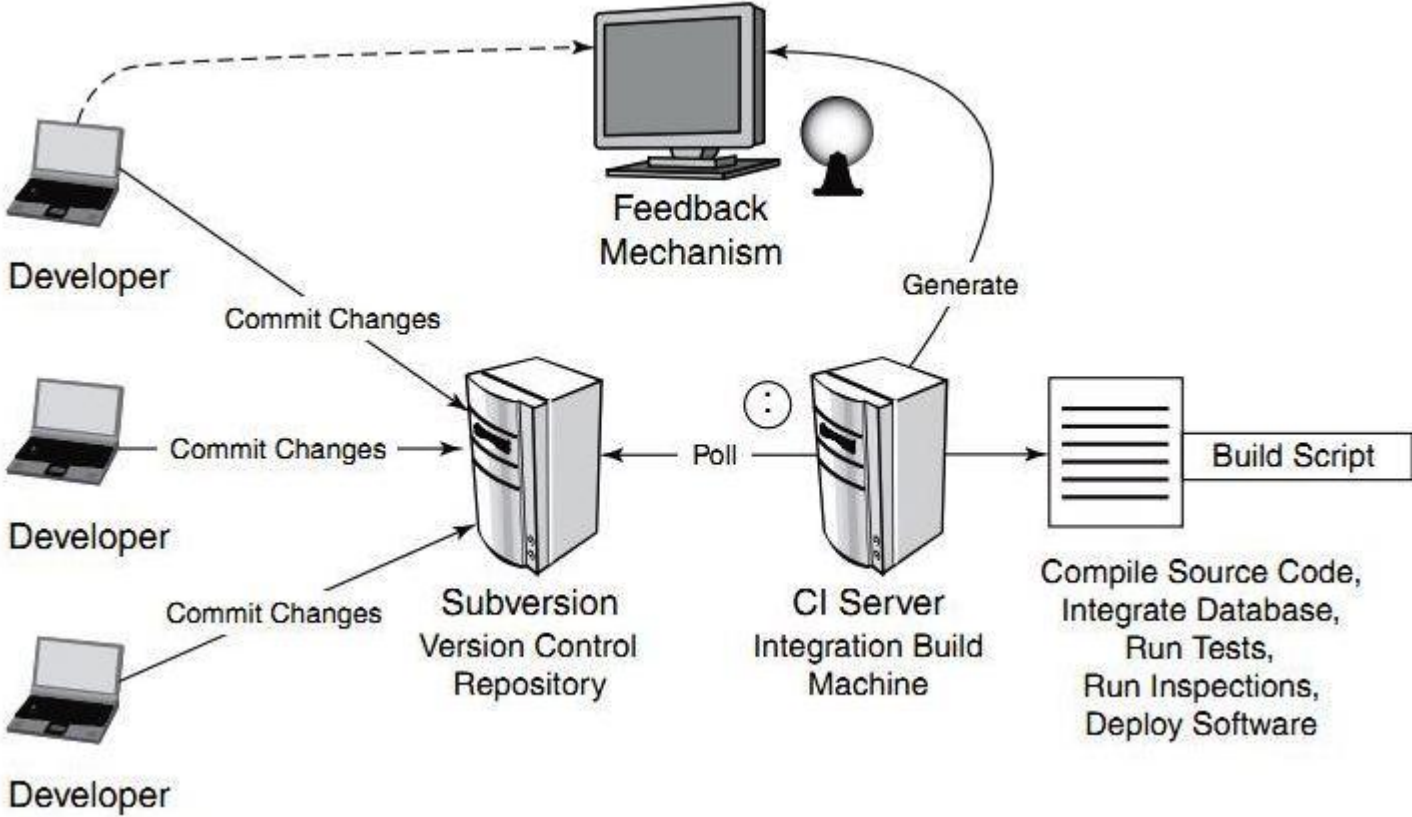 Feedback
Mechanism
Developer
Generate
Commit Changes
:
Commit Changes
Poll
Build Script
Developer
Compile Source Code,
Integrate Database,
Run Tests,
Run Inspections,
Deploy Software
Commit Changes
Subversion
Version Control
Repository
CI Server
Integration Build
Machine
Developer